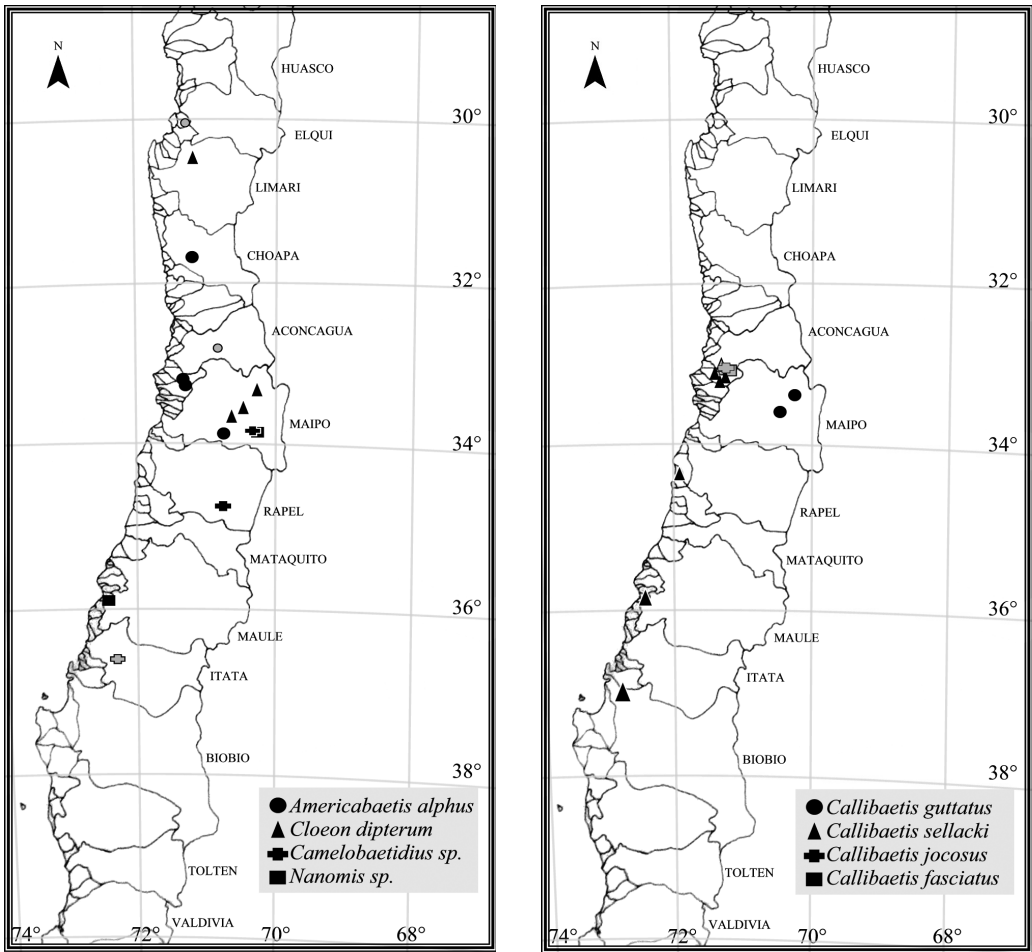 N
HUASCO
30°
ELQUI
LIMARI
CHOAPA
32°
ACONCAGUA
MAIPO
34°
RAPEL
MATAQUITO
36°
MAULE
ITATA
BIOBIO
38°
Americabaetis alphus
Cloeon dipterum
Camelobaetidius sp.
Nanomis sp.
TOLTEN
VALDIVIA
74° 72° 70° 68°
N
HUASCO
30°
ELQUI
LIMARI
CHOAPA
32°
ACONCAGUA
MAIPO
34°
RAPEL
MATAQUITO
36°
MAULE
ITATA
BIOBIO
38°
Callibaetis guttatus
Callibaetis sellacki
Callibaetis jocosus
Callibaetis fasciatus
TOLTEN
VALDIVIA
74° 72° 70° 68°